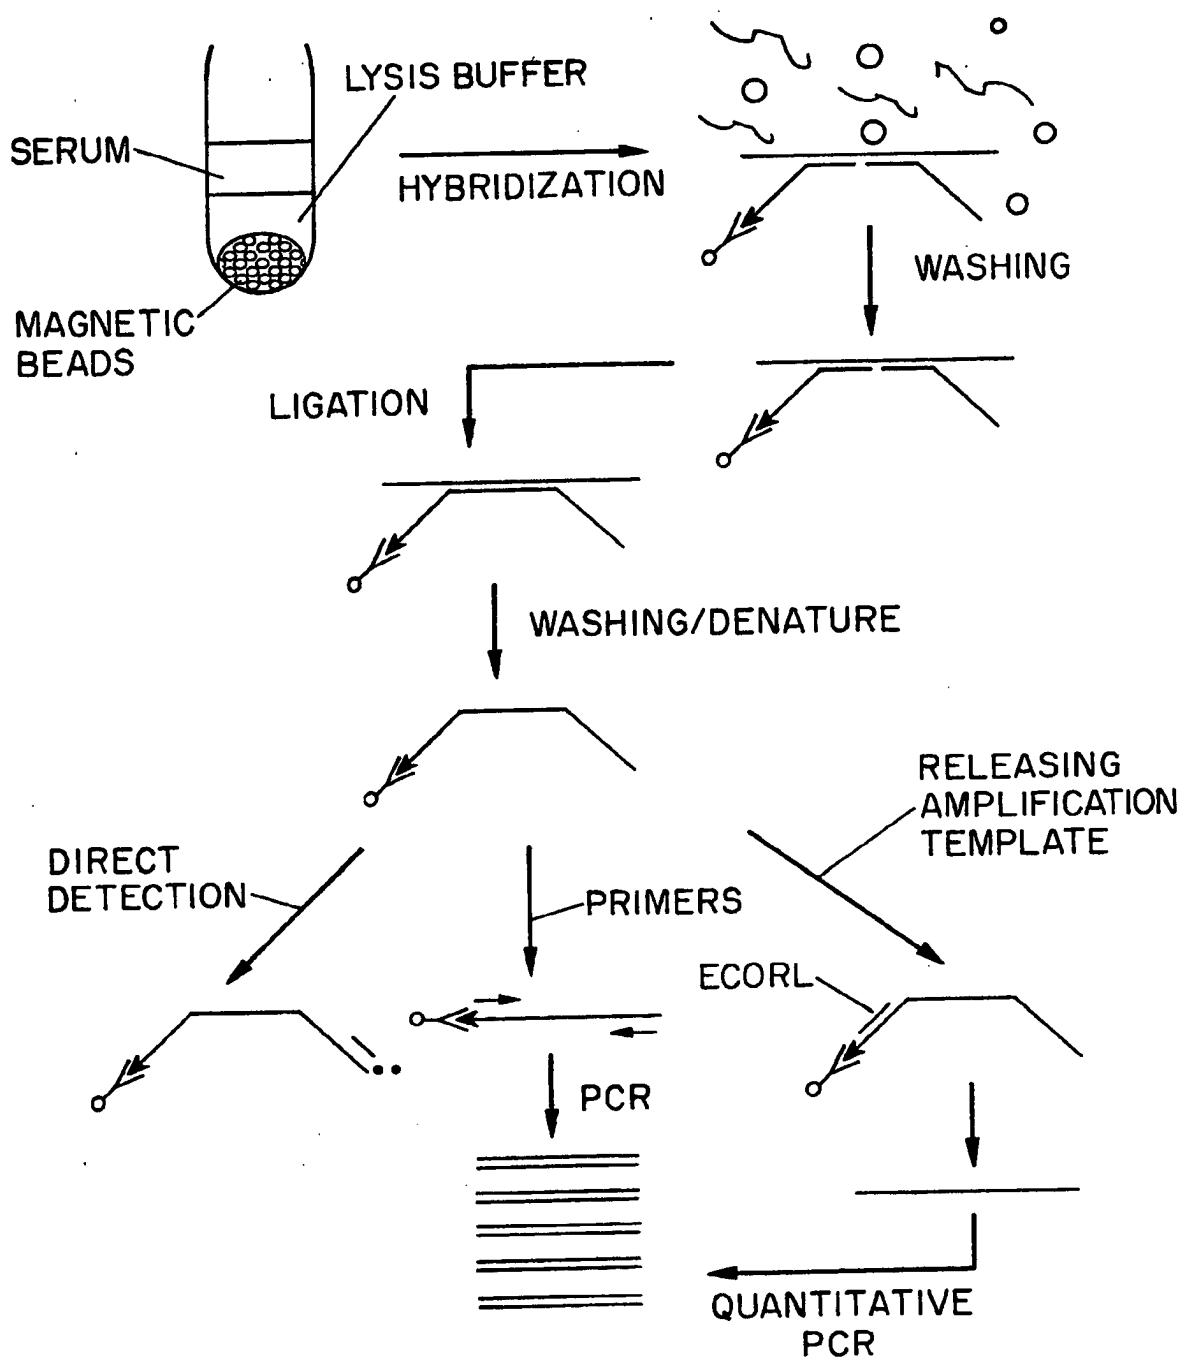 LYSIS BUFFER
SERUM
HYBRIDIZATION
MAGNETIC
BEADS
WASHING
LIGATION
WASHING/DENATURE
RELEASING
AMPLIFICATION
TEMPLATE
DIRECT
DETECTION
PRIMERS
ECORL
PCR
QUANTITATIVE
PCR